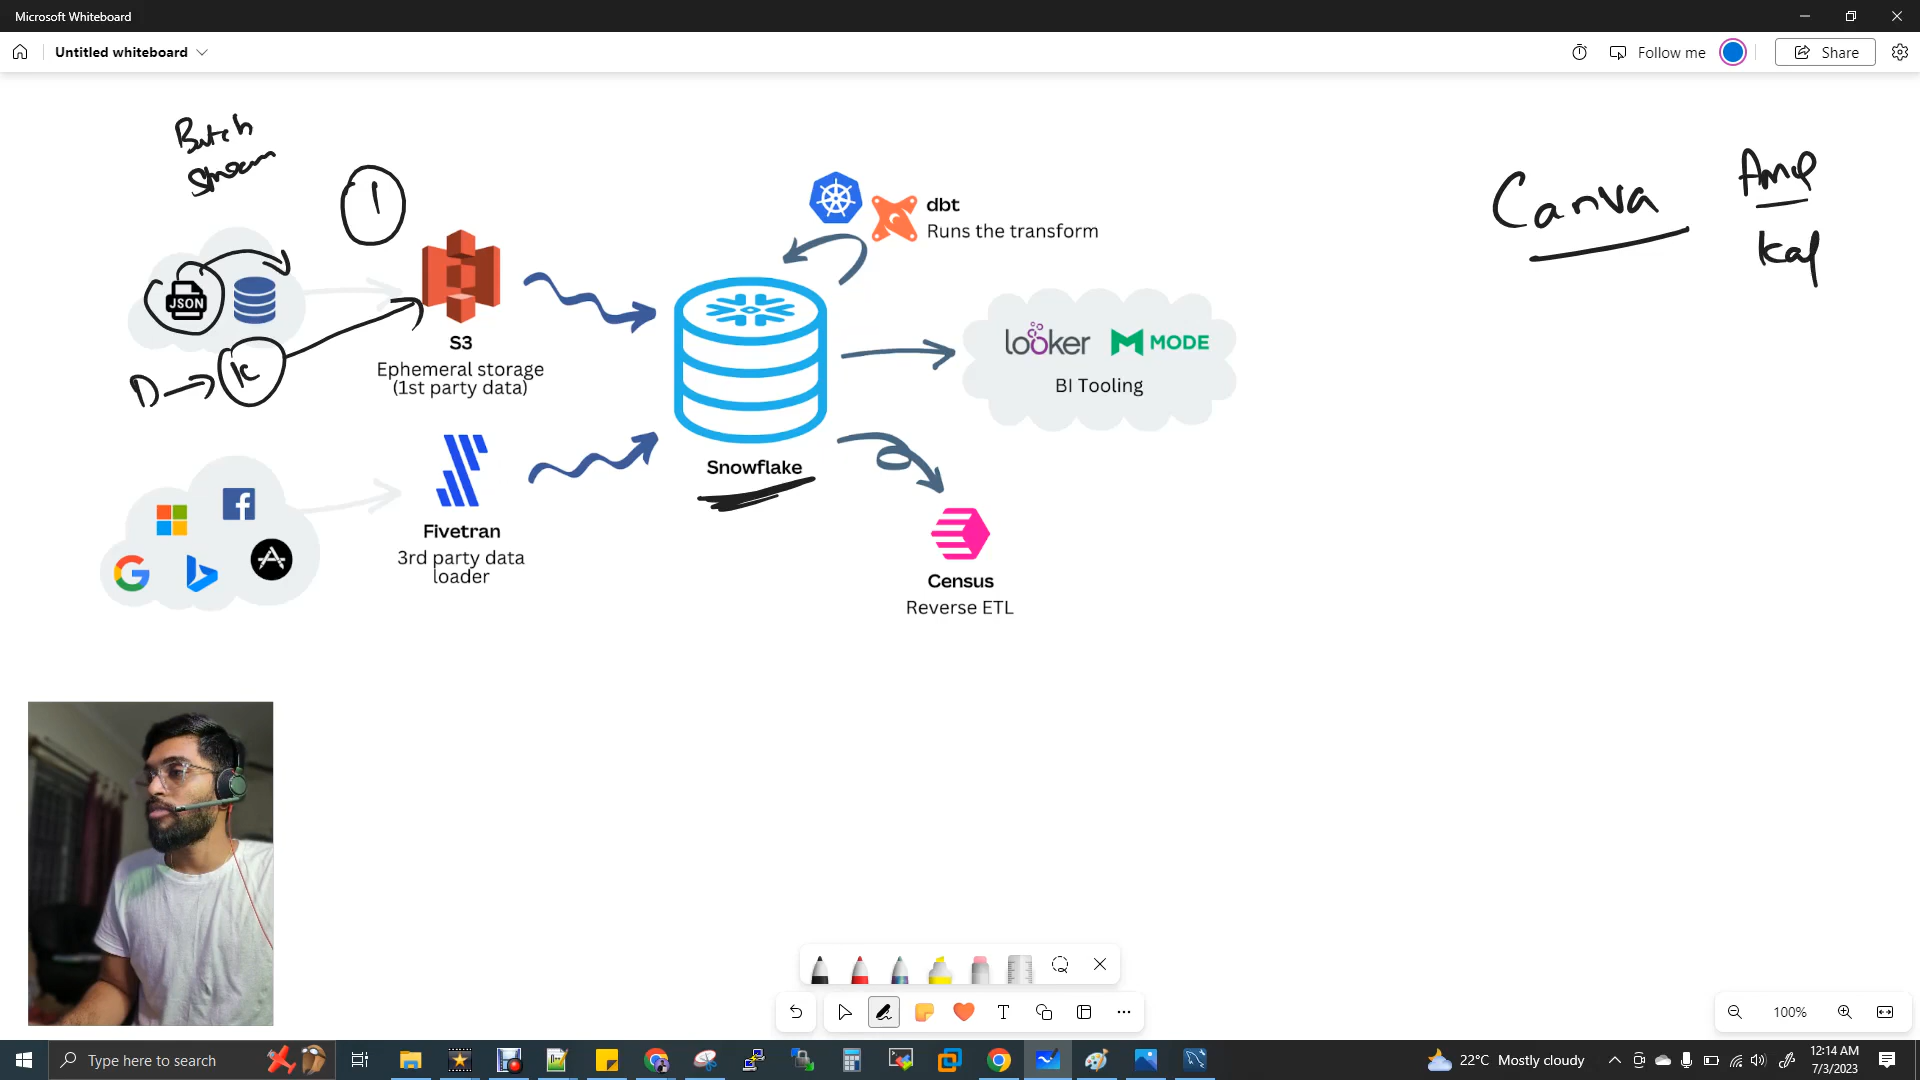 Microsoft Whiteboard
Untitled whiteboard
Follow me
Share
Batch
Stream
1
Canva
Amp
Kaf
dbt
Runs the transform
JSON
D
K
S3
Ephemeral storage
(1st party data)
looker
MODE
BI Tooling
Snowflake
Fivetran
3rd party data
loader
Census
Reverse ETL
100%
Type here to search
22°C Mostly cloudy
12:14 AM
7/3/2023